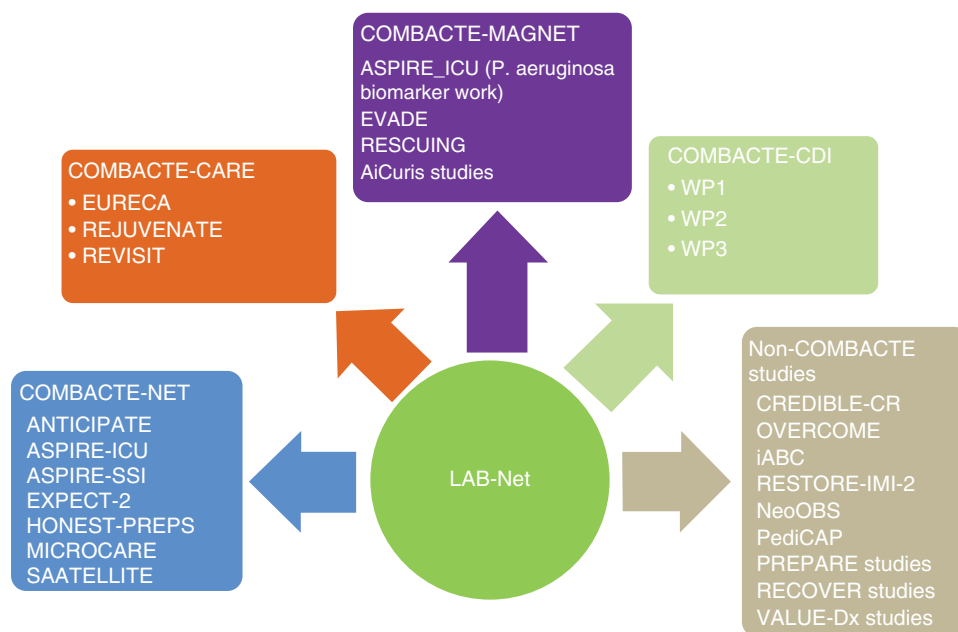 COMBACTE-MAGNET
ASPIRE_ICU (P. aeruginosa
biomarker work)
EVADE
RESCUING
AiCuris studies
COMBACTE-CARE
• EURECA
• REJUVENATE
• REVISIT
COMBACTE-CDI
• WP1
• WP2
• WP3
COMBACTE-NET
ANTICIPATE
ASPIRE-ICU
ASPIRE-SSI
EXPECT-2
HONEST-PREPS
MICROCARE
SAATELLITE
LAB-Net
Non-COMBACTE
studies
CREDIBLE-CR
OVERCOME
iABC
RESTORE-IMI-2
NeoOBS
PediCAP
PREPARE studies
RECOVER studies
VALUE-Dx studies